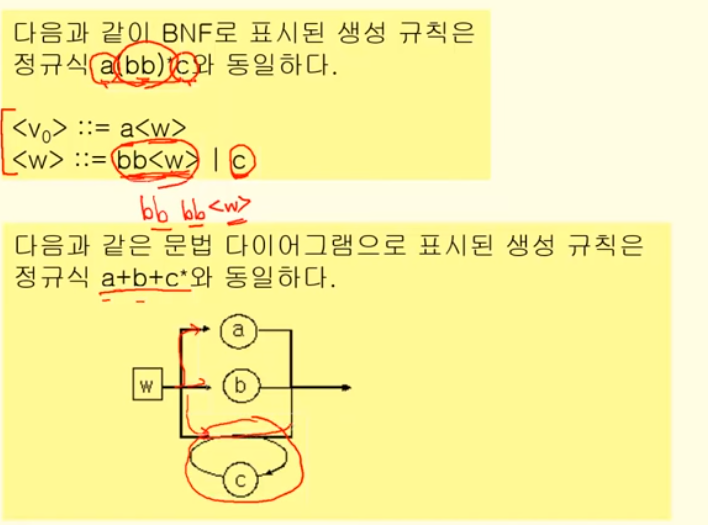 다음과 같이 BNF로 표시된 생성 규칙은
정규식 a(bb)*c와 동일하다.
<v₀> ::= a<w>
<w> ::= bb<w> | c
bb bb<w>
다음과 같은 문법 다이어그램으로 표시된 생성 규칙은
정규식 a+b+c*와 동일하다.
a
w
b
c